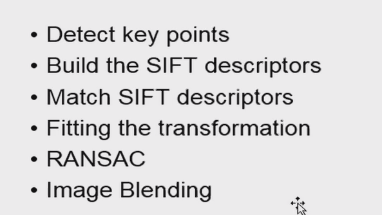 • Detect key points
• Build the SIFT descriptors
• Match SIFT descriptors
• Fitting the transformation
• RANSAC
• Image Blending